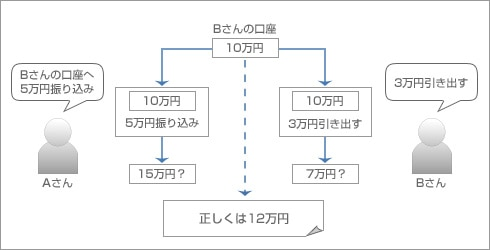 Bさんの口座
10万円
Bさんの口座へ
5万円振り込み
3万円引き出す
10万円
5万円振り込み
10万円
3万円引き出す
15万円？
7万円？
Aさん
Bさん
正しくは12万円